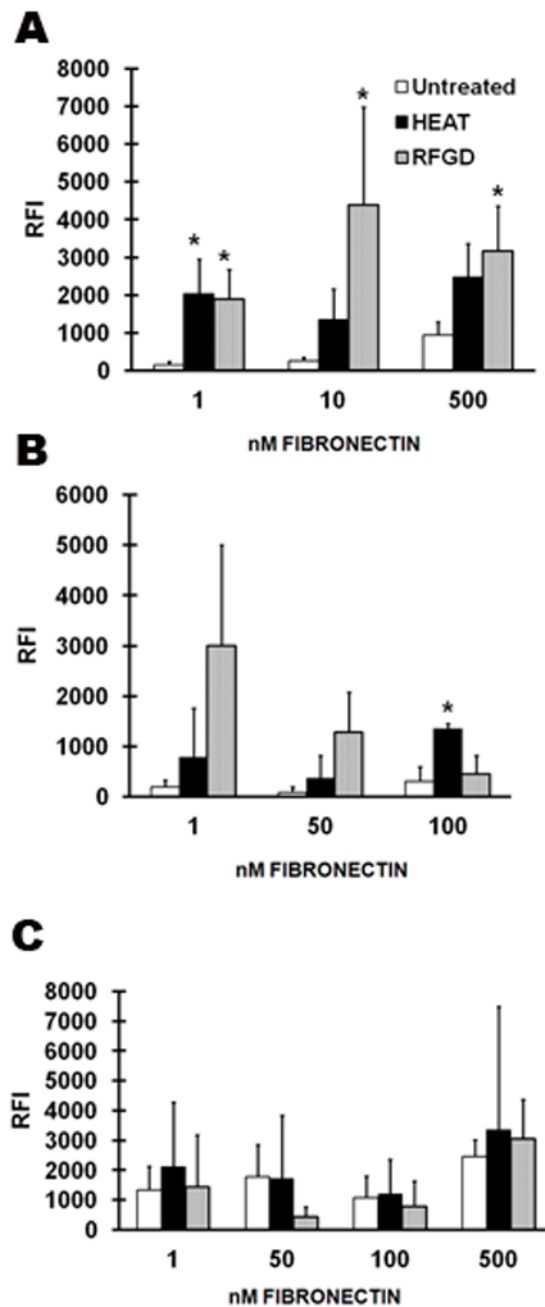 A
8000
7000
6000
5000
4000
3000
2000
1000
0
RFI
Untreated
HEAT
RFGD
* * * *
1 10 500
nM FIBRONECTIN
B
6000
5000
4000
3000
2000
1000
0
RFI
*
1 50 100
nM FIBRONECTIN
C
8000
7000
6000
5000
4000
3000
2000
1000
0
RFI
1 50 100 500
nM FIBRONECTIN